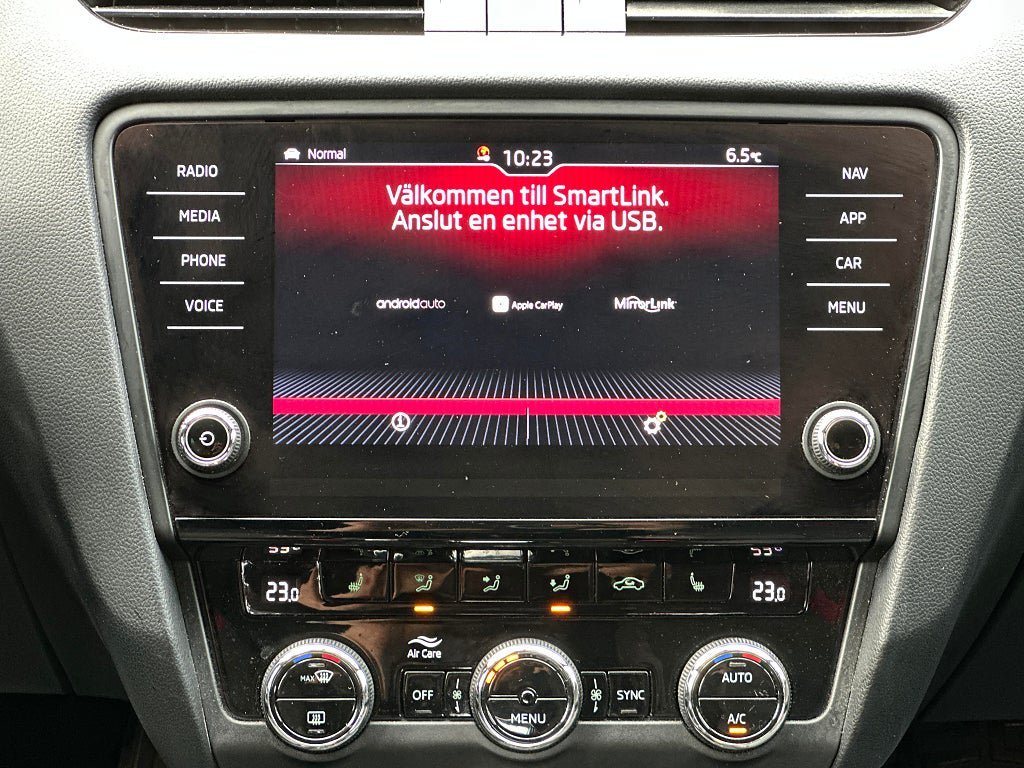 Normal
10:23
6.5℃
RADIO
MEDIA
PHONE
VOICE
Välkommen till SmartLink.
Anslut en enhet via USB.
androidauto
Apple CarPlay
MirrorLink
NAV
APP
CAR
MENU
23.0
23.0
Air Care
MAX
OFF
MENU
SYNC
AUTO
A/C